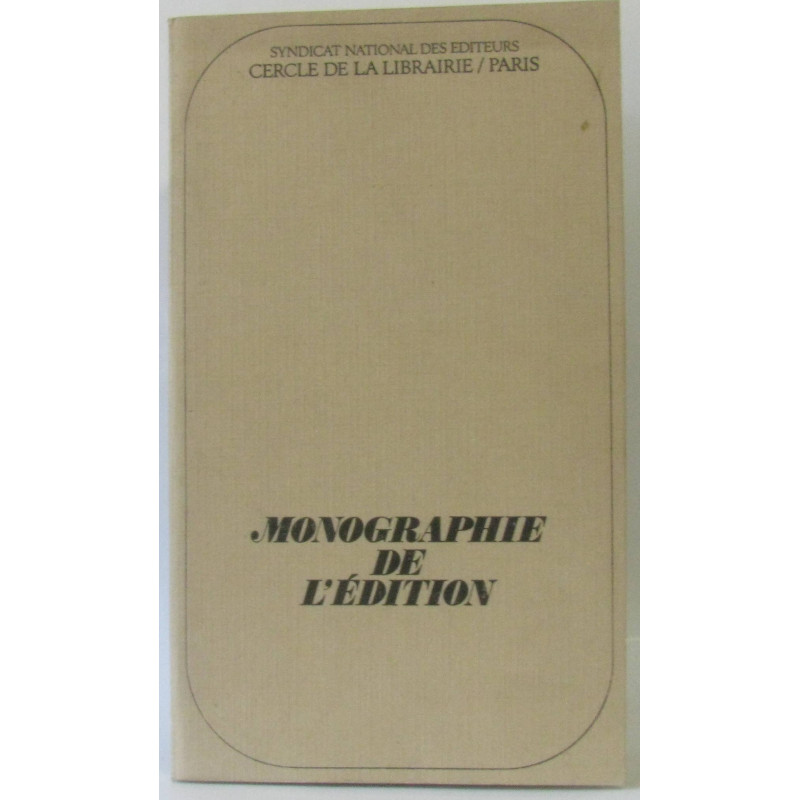 SYNDICAT NATIONAL DES EDITEURS
CERCLE DE LA LIBRAIRIE / PARIS
MONOGRAPHIE
DE
L'ÉDITION